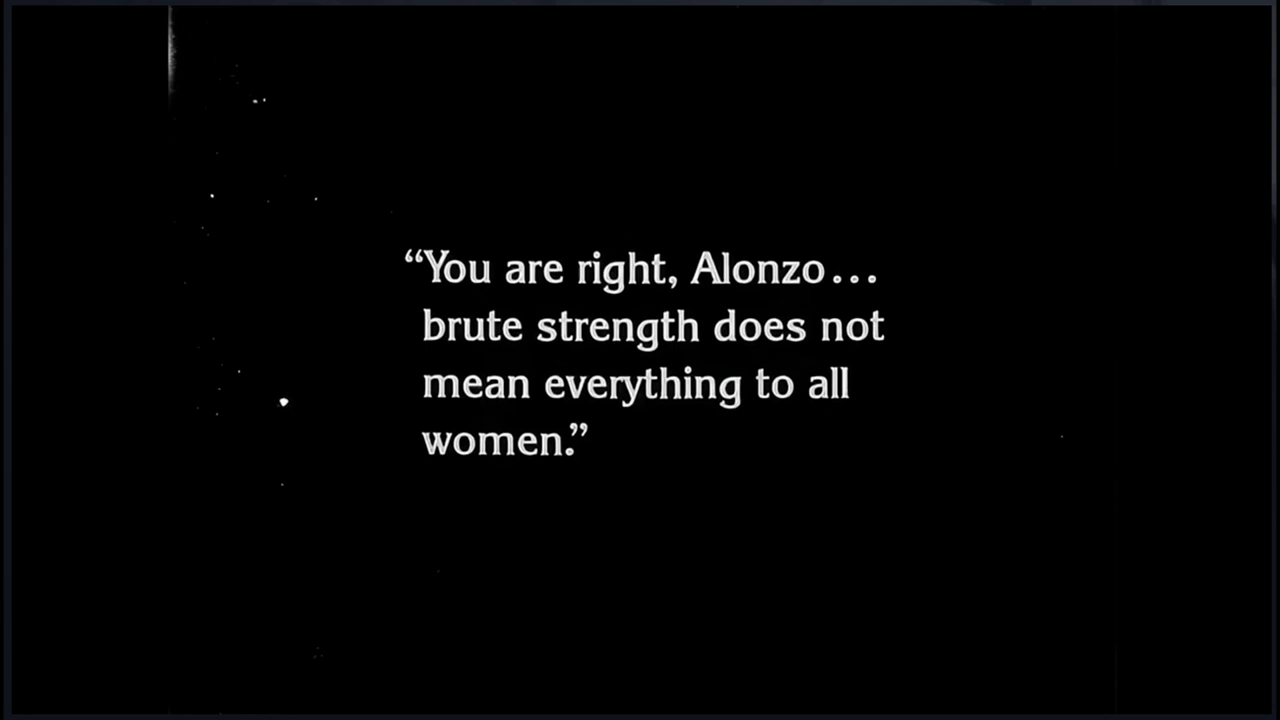 “You are right, Alonzo...
brute strength does not
mean everything to all
women.”